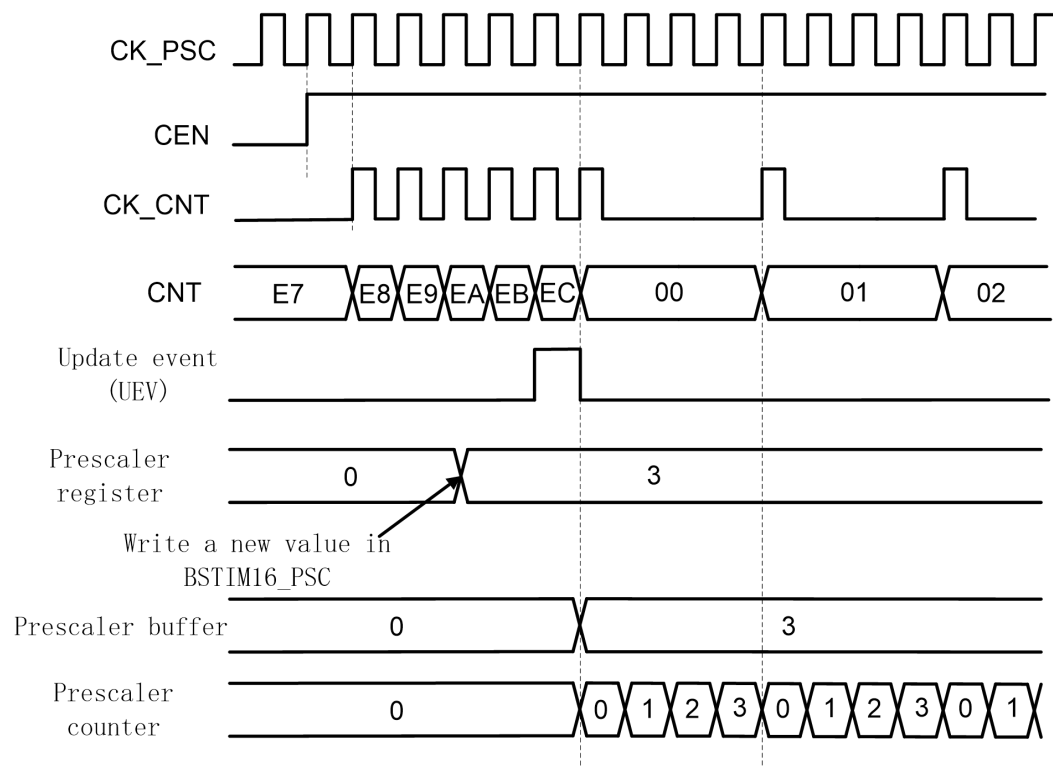 CK_PSC
CEN
CK_CNT
CNT E7 E8 E9 EA EB EC 00 01 02
Update event
(UEV)
Prescaler
register
0 3
Write a new value in
BSTIM16_PSC
Prescaler buffer 0 3
Prescaler
counter
0 0 1 2 3 0 1 2 3 0 1